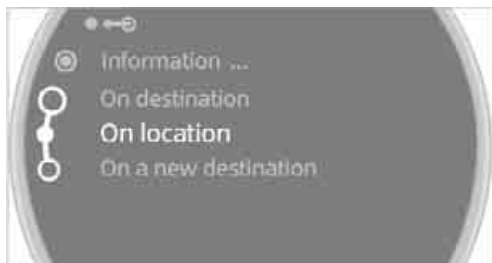 Information ...
On destination
On location
On a new destination